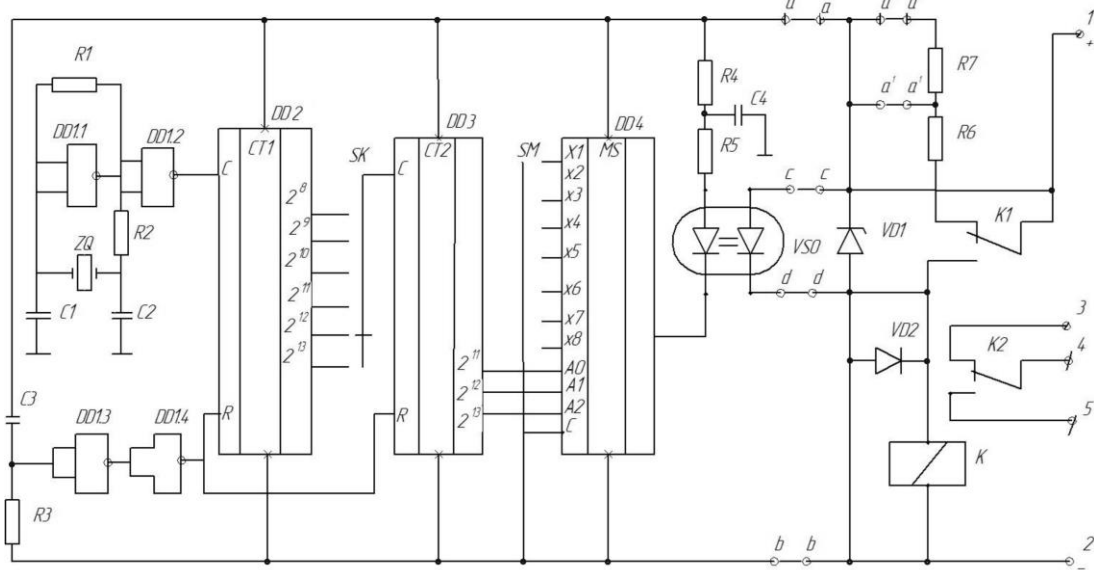 a a a a
1
+
R1
R4
C4
R7
a' a'
DD1.1 DD1.2
DD2
CT1
DD3
CT2
DD4
MS
R5
R6
SK
SM
C
C
X1
X2
X3
X4
X5
X6
X7
X8
A0
A1
A2
C
2^8
2^9
2^10
2^11
2^12
2^13
c c
K1
R2
ZQ
VSO
VD1
d d
C1 C2
VD2
3
K2
4
5
2^11
2^12
2^13
C3
DD1.3 DD1.4
R
R
K
R3
b b
2
–